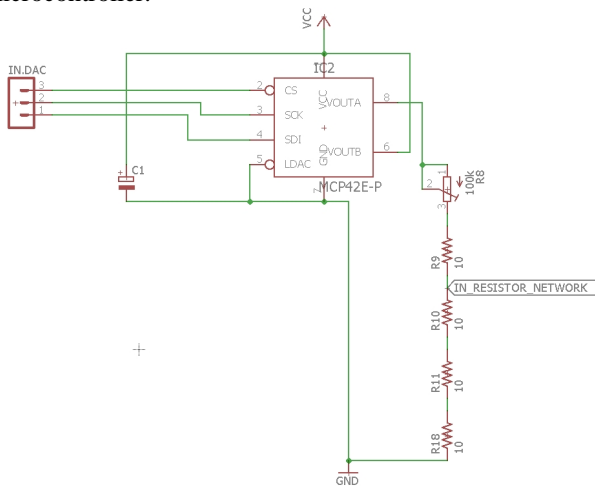 microcontroller.
VCC
IN.DAC
IC2
3
2
1
+
2
CS
VCC
VOUTA
8
3
SCK
4
SDI
VOUTB
6
5
LDAC
GND
7
MCP42E-P
+
C1
1
2
3
100k
R8
R9
10
IN_RESISTOR_NETWORK
R10
10
R11
10
R18
10
GND